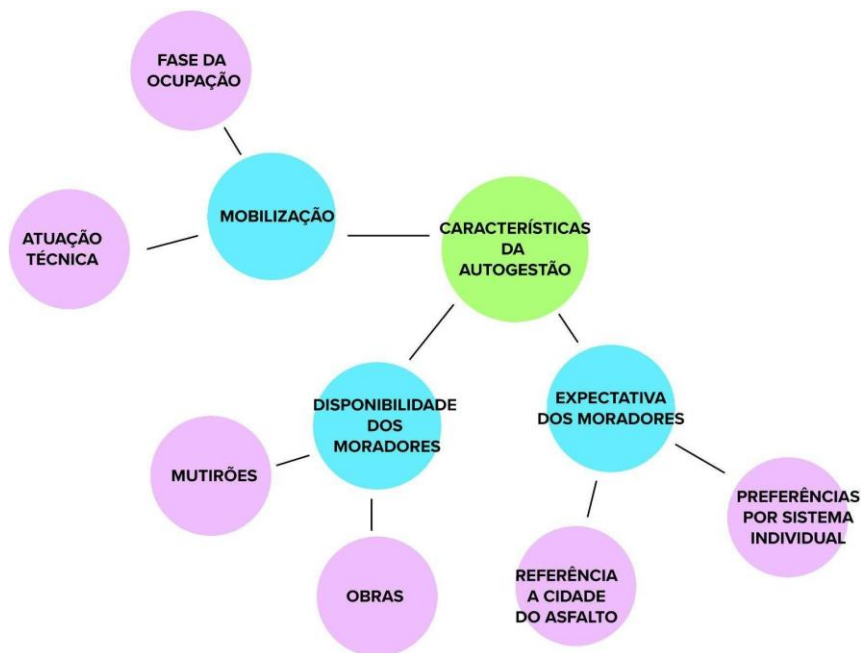 FASE DA
OCUPAÇÃO
MOBILIZAÇÃO
ATUAÇÃO
TÉCNICA
CARACTERÍSTICAS
DA
AUTOGESTÃO
DISPONIBILIDADE
DOS
MORADORES
EXPECTATIVA
DOS MORADORES
MUTIRÕES
OBRAS
REFERÊNCIA
A CIDADE
DO ASFALTO
PREFERÊNCIAS
POR SISTEMA
INDIVIDUAL